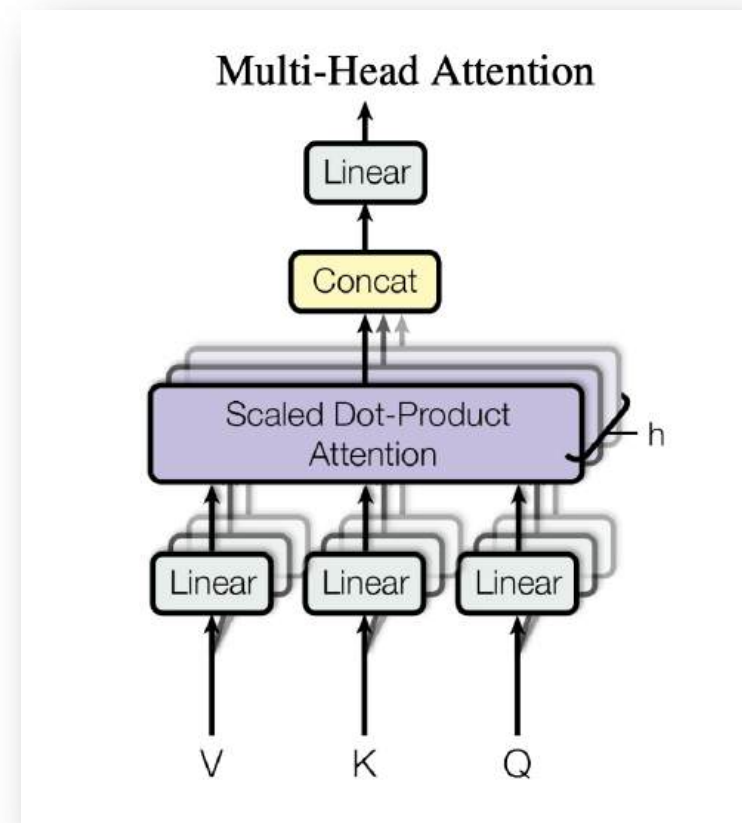 Multi-Head Attention
Linear
Concat
Scaled Dot-Product
Attention
h
Linear
Linear
Linear
V
K
Q